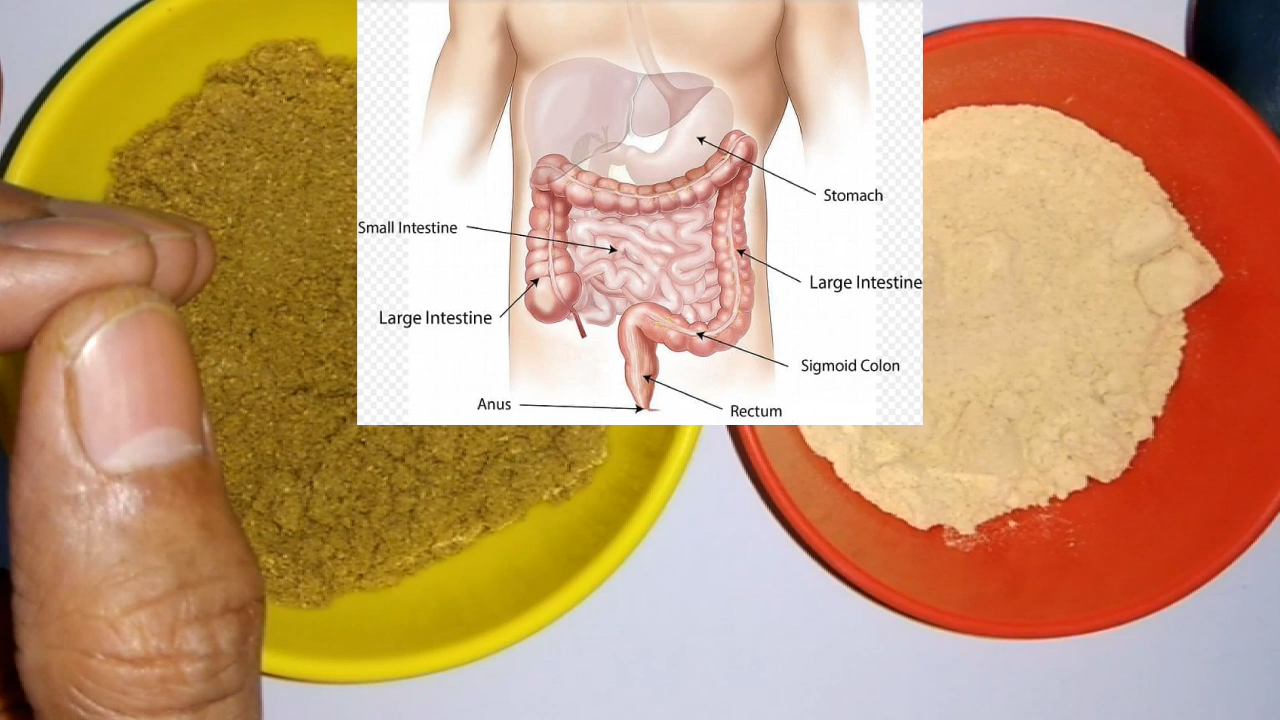 Stomach
Small Intestine
Large Intestine
Large Intestine
Sigmoid Colon
Anus
Rectum